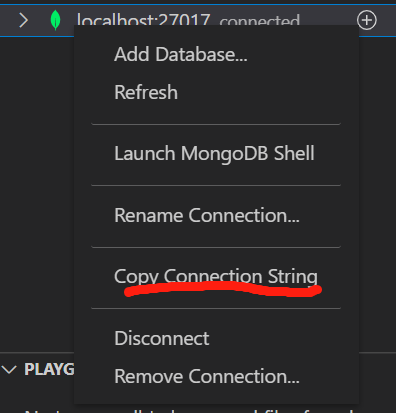 localhost:27017 connected
Add Database...
Refresh
Launch MongoDB Shell
Rename Connection...
Copy Connection String
Disconnect
PLAYG
Remove Connection...